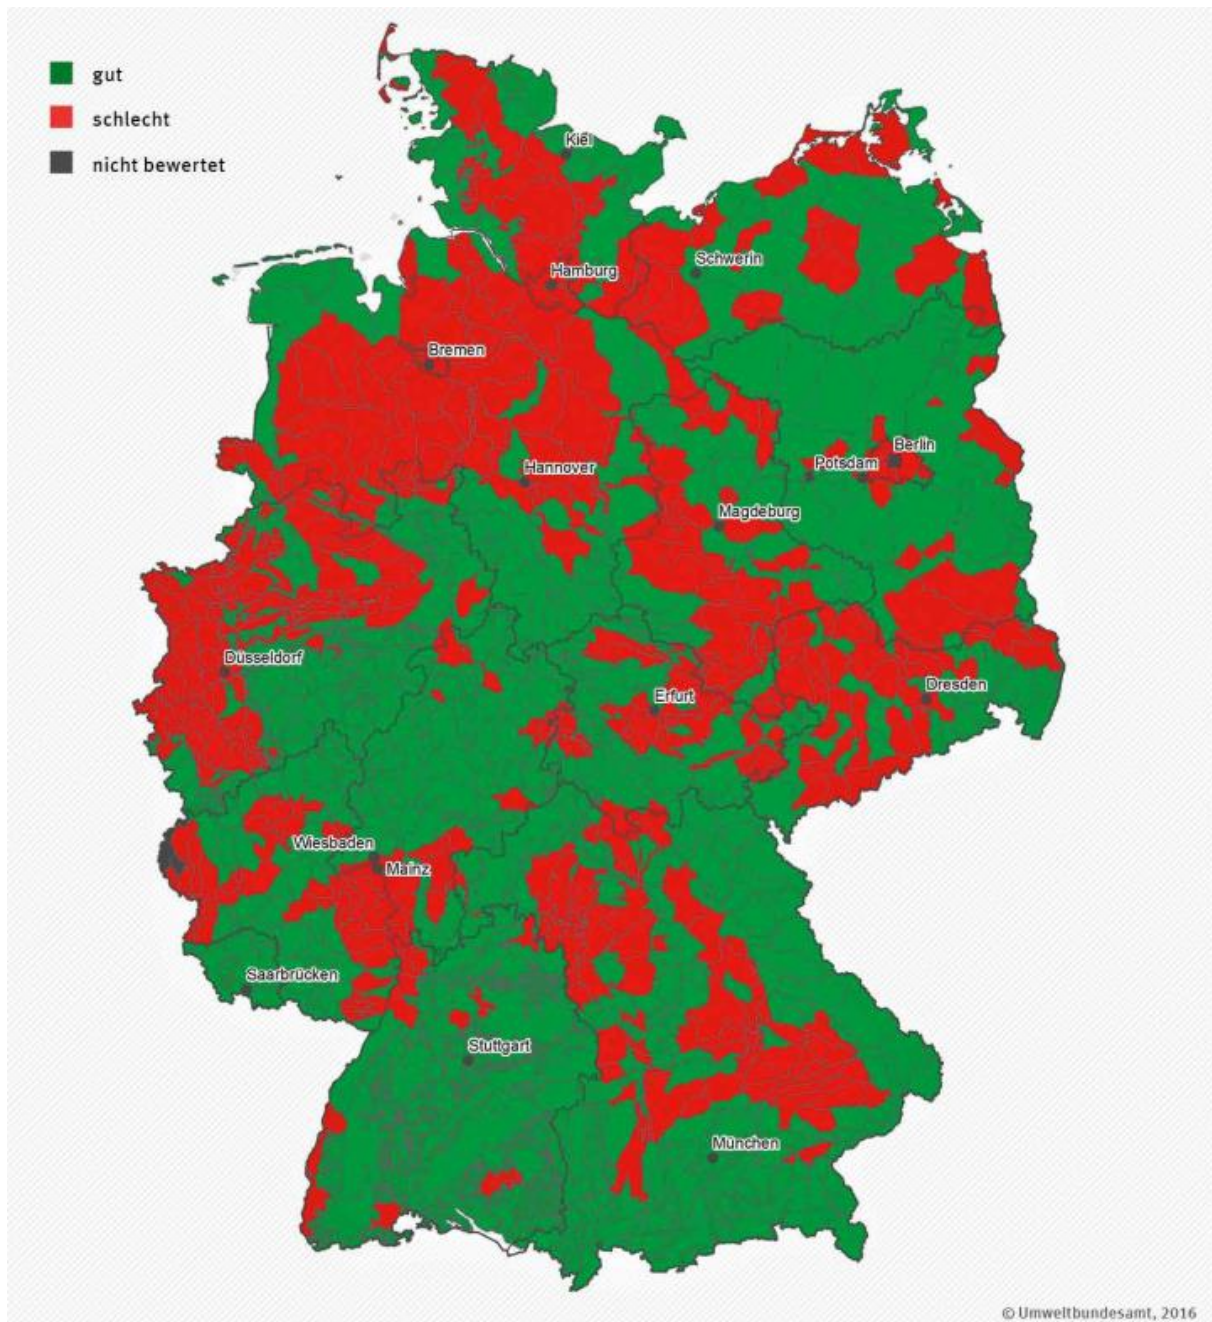 gut
schlecht
nicht bewertet
Kiel
Schwerin
Hamburg
Bremen
Berlin
Potsdam
Hannover
Magdeburg
Düsseldorf
Dresden
Erfurt
Wiesbaden
Mainz
Saarbrücken
Stuttgart
München
© Umweltbundesamt, 2016